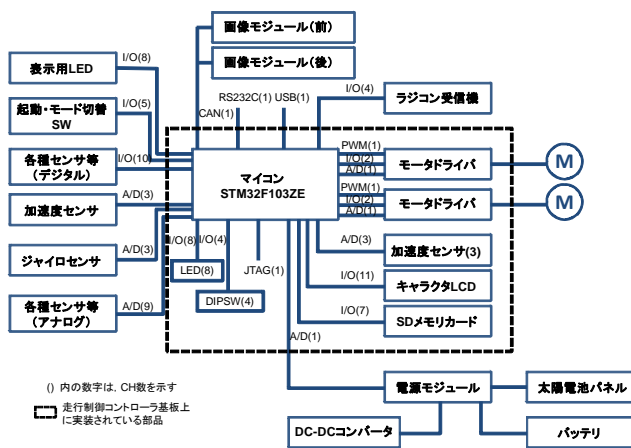 画像モジュール(前)
画像モジュール(後)
表示用LED
I/O(8)
起動・モード切替
SW
I/O(5)
各種センサ等
(デジタル)
I/O(10)
加速度センサ
A/D(3)
ジャイロセンサ
A/D(3)
各種センサ等
(アナログ)
A/D(9)
CAN(1)
RS232C(1)
USB(1)
I/O(4)
ラジコン受信機
マイコン
STM32F103ZE
PWM(1)
I/O(2)
A/D(1)
モータドライバ
M
PWM(1)
I/O(2)
A/D(1)
モータドライバ
M
I/O(8)
LED(8)
I/O(4)
DIPSW(4)
JTAG(1)
A/D(3)
加速度センサ(3)
I/O(11)
キャラクタLCD
I/O(7)
SDメモリカード
A/D(1)
電源モジュール
太陽電池パネル
DC-DCコンバータ
バッテリ
() 内の数字は、CH数を示す
走行制御コントローラ基板上
に実装されている部品